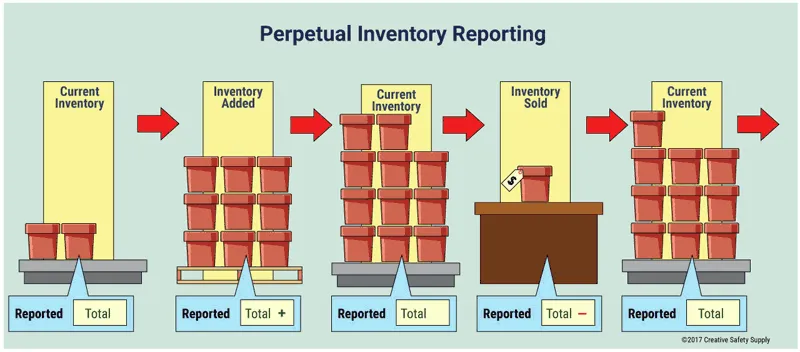 Perpetual Inventory Reporting
Current
Inventory
Inventory
Added
Current
Inventory
Inventory
Sold
Current
Inventory
$
Reported Total
Reported Total +
Reported Total
Reported Total −
Reported Total
©2017 Creative Safety Supply